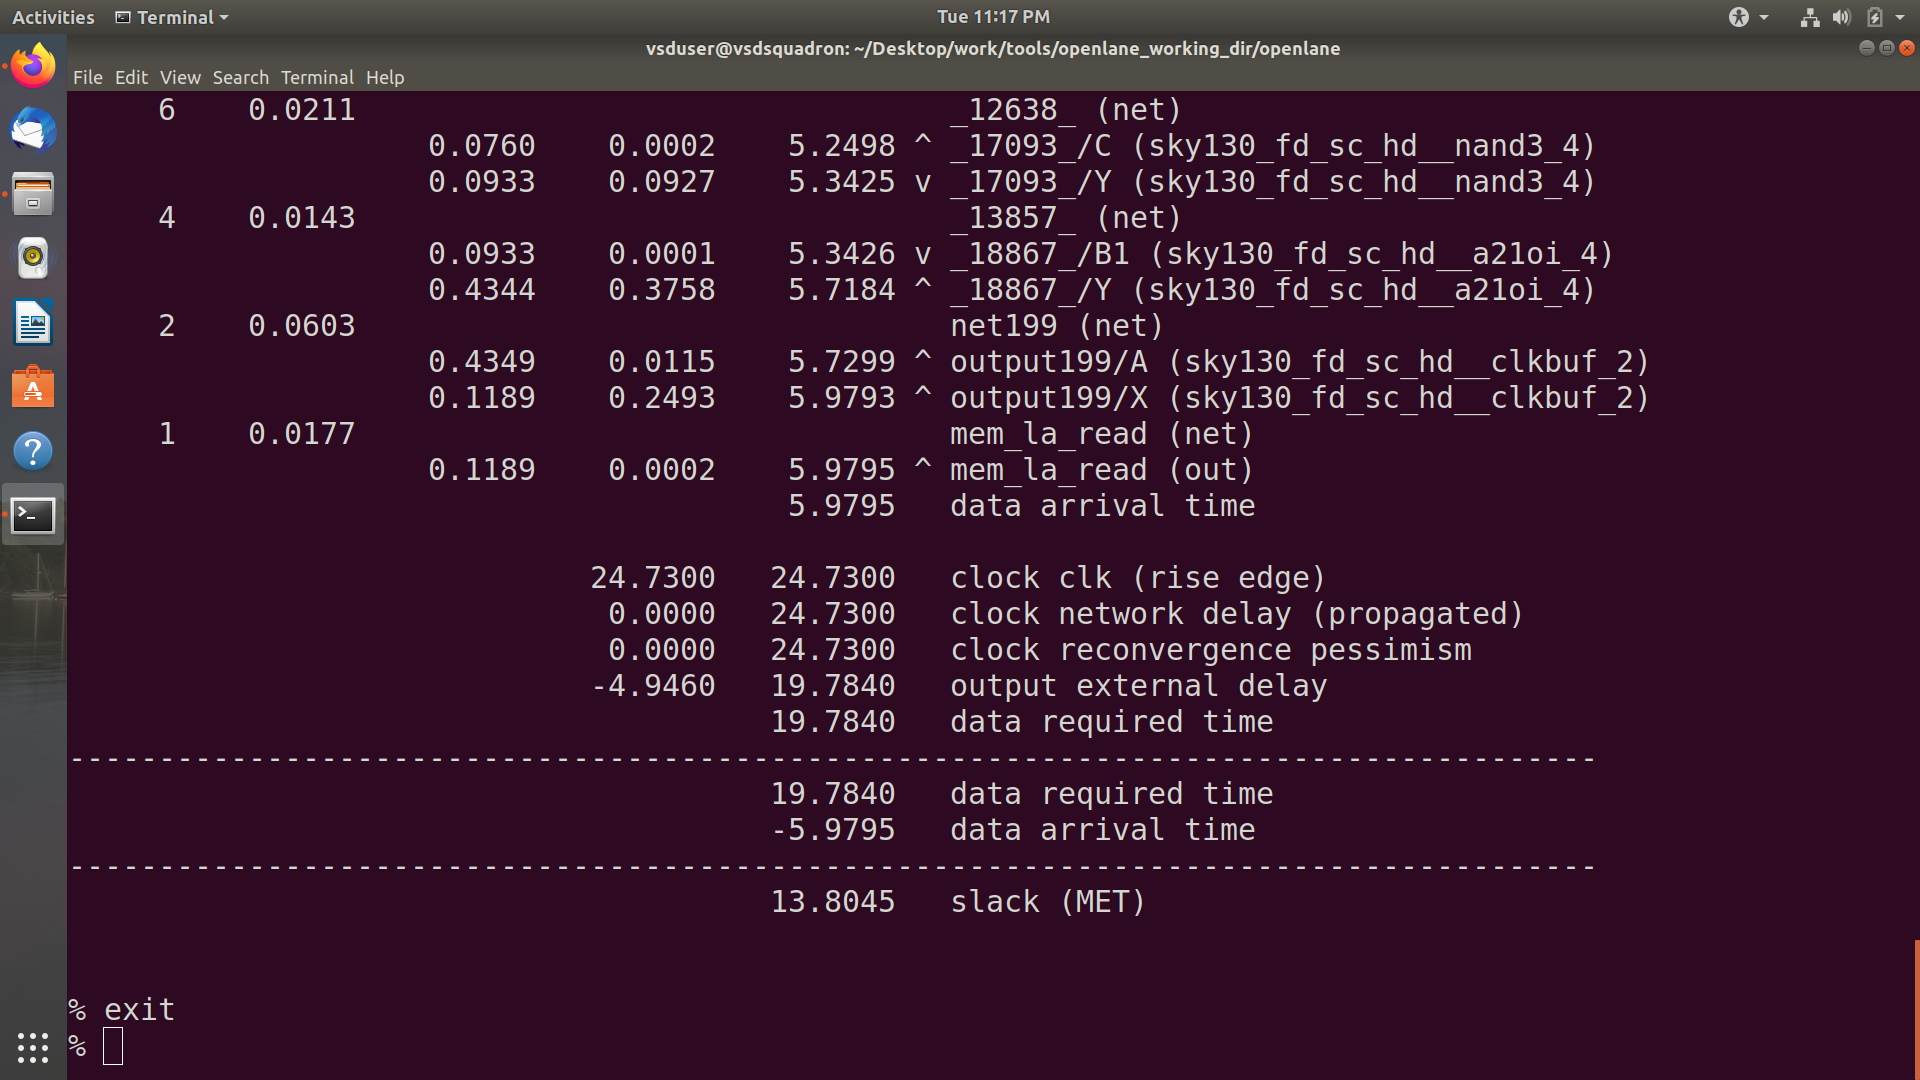 Activities Terminal Tue 11:17 PM
vsduser@vsdsquadron: ~/Desktop/work/tools/openlane_working_dir/openlane
File Edit View Search Terminal Help
6 0.0211 _12638_ (net)
0.0760 0.0002 5.2498 ^ _17093_/C (sky130_fd_sc_hd__nand3_4)
0.0933 0.0927 5.3425 v _17093_/Y (sky130_fd_sc_hd__nand3_4)
4 0.0143 _13857_ (net)
0.0933 0.0001 5.3426 v _18867_/B1 (sky130_fd_sc_hd__a21oi_4)
0.4344 0.3758 5.7184 ^ _18867_/Y (sky130_fd_sc_hd__a21oi_4)
2 0.0603 net199 (net)
0.4349 0.0115 5.7299 ^ output199/A (sky130_fd_sc_hd__clkbuf_2)
0.1189 0.2493 5.9793 ^ output199/X (sky130_fd_sc_hd__clkbuf_2)
1 0.0177 mem_la_read (net)
0.1189 0.0002 5.9795 ^ mem_la_read (out)
5.9795 data arrival time
24.7300 24.7300 clock clk (rise edge)
0.0000 24.7300 clock network delay (propagated)
0.0000 24.7300 clock reconvergence pessimism
-4.9460 19.7840 output external delay
19.7840 data required time
-------------------------------------------------------------------------------------
19.7840 data required time
-5.9795 data arrival time
-------------------------------------------------------------------------------------
13.8045 slack (MET)
% exit
%